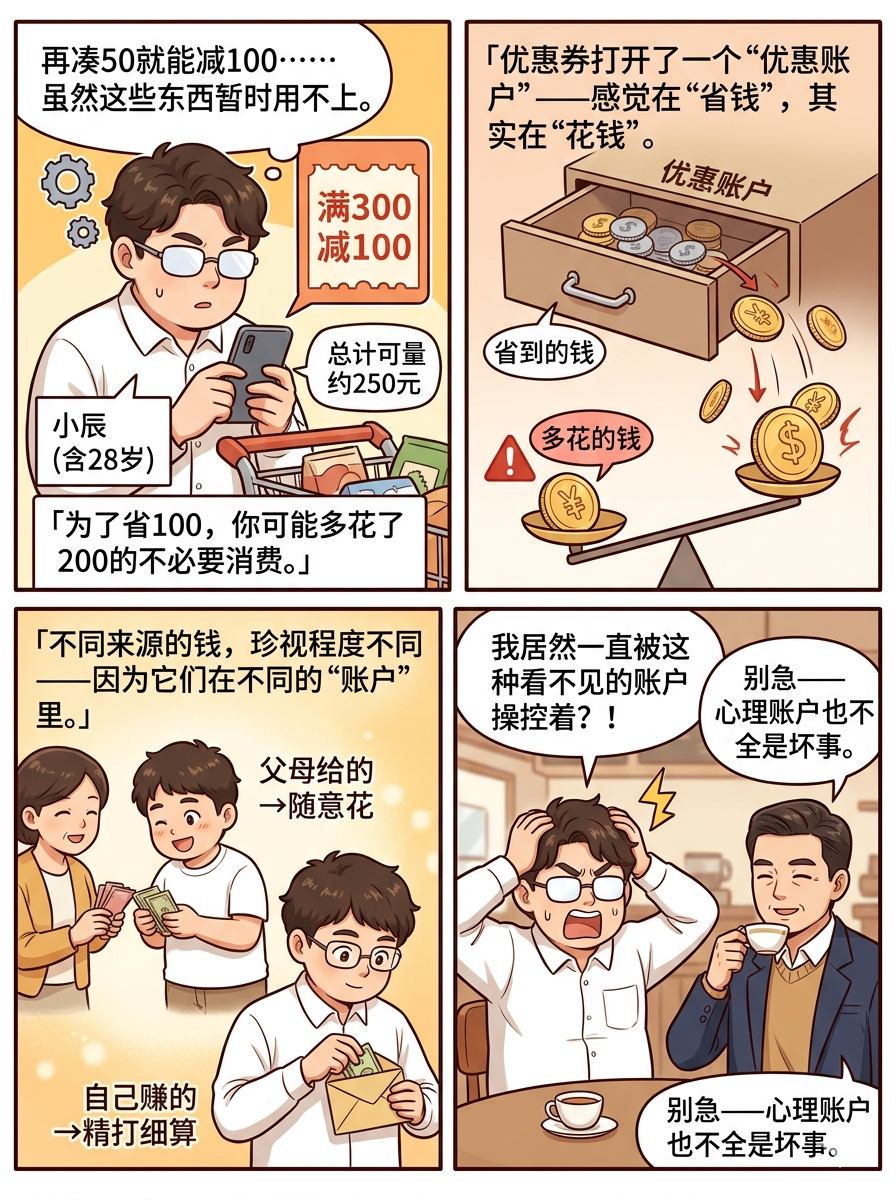 再凑50就能减100……
虽然这些东西暂时用不上。
满300
减100
总计可量
约250元
小辰
(含28岁)
「为了省100，你可能多花了
200的不必要消费。」
「优惠券打开了一个“优惠账
户”——感觉在“省钱”，其
实在“花钱”。
优惠账户
省到的钱
多花的钱
「不同来源的钱，珍视程度不同
——因为它们在不同的“账户”
里。」
父母给的
→随意花
自己赚的
→精打细算
我居然一直被这
种看不见的账户
操控着？！
别急——
心理账户也不
全是坏事。
别急——心理账户
也不全是坏事。